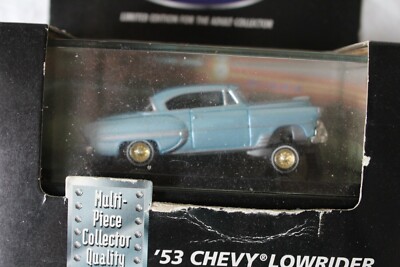 LIMITED EDITION FOR THE ADULT COLLECTOR
Multi-
Piece
Collector
Quality
'53 CHEVY® LOWRIDER